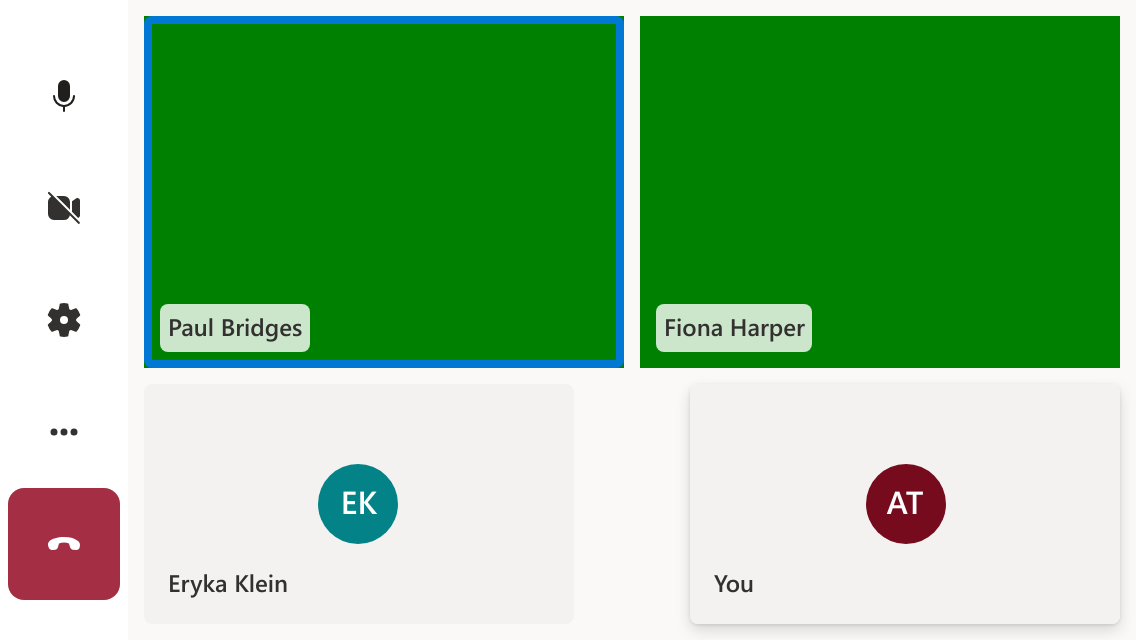 Paul Bridges
Fiona Harper
EK
Eryka Klein
AT
You